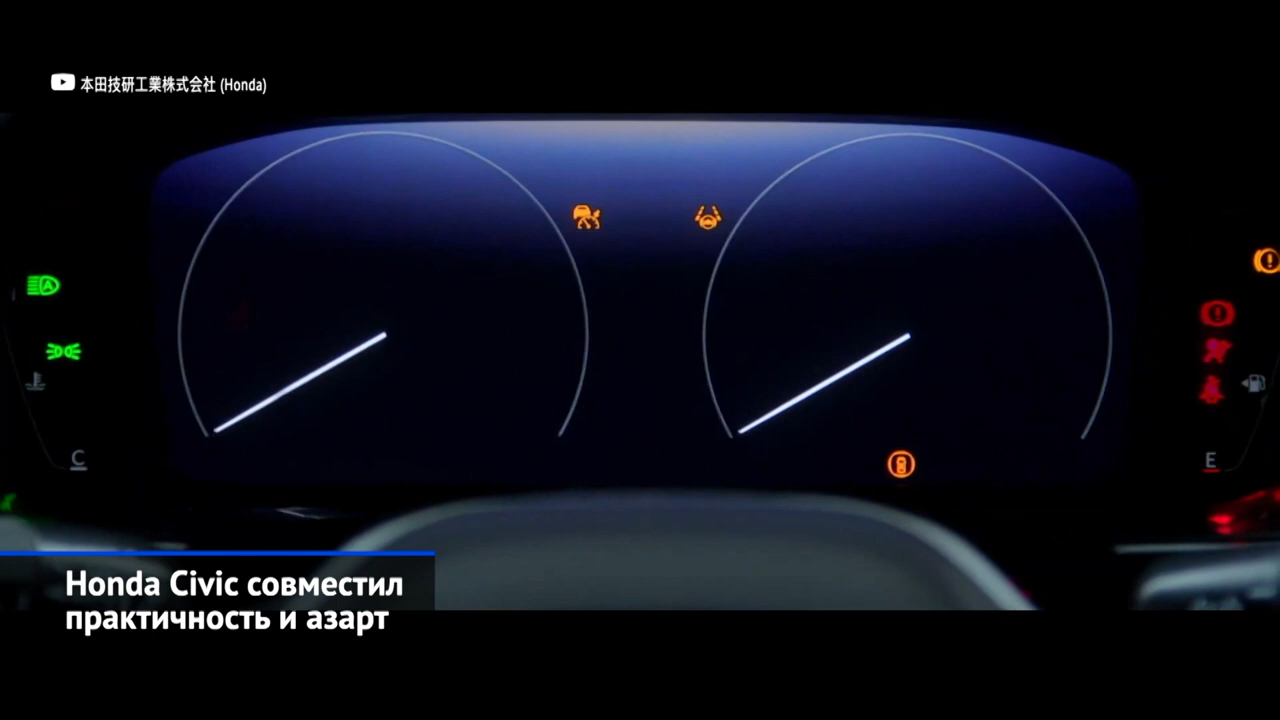 本田技研工業株式会社 (Honda)
A
C
E
Honda Civic совместил
практичность и азарт